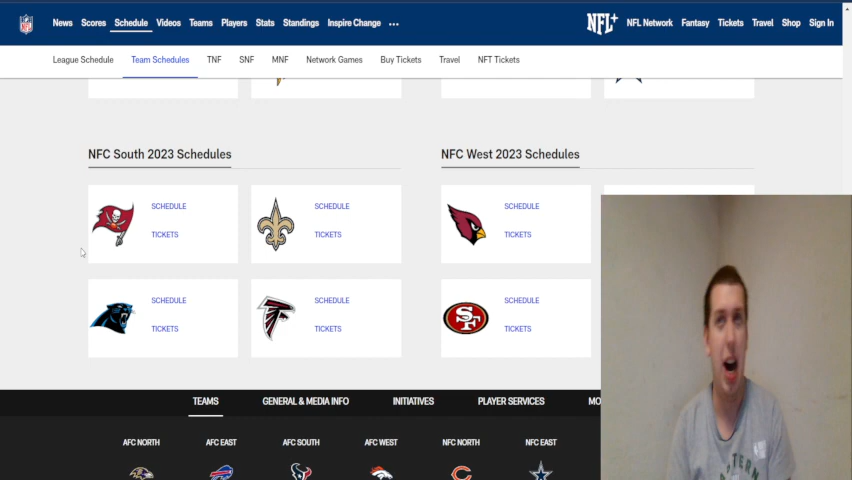 News Scores Schedule Videos Teams Players Stats Standings Inspire Change ... NFL+ NFL Network Fantasy Tickets Travel Shop Sign In
League Schedule Team Schedules TNF SNF MNF Network Games Buy Tickets Travel NFT Tickets
NFC South 2023 Schedules NFC West 2023 Schedules
SCHEDULE SCHEDULE SCHEDULE
TICKETS TICKETS TICKETS
SCHEDULE SCHEDULE SCHEDULE
TICKETS TICKETS TICKETS
SF
TEAMS GENERAL & MEDIA INFO INITIATIVES PLAYER SERVICES MO
AFC NORTH AFC EAST AFC SOUTH AFC WEST NFC NORTH NFC EAST